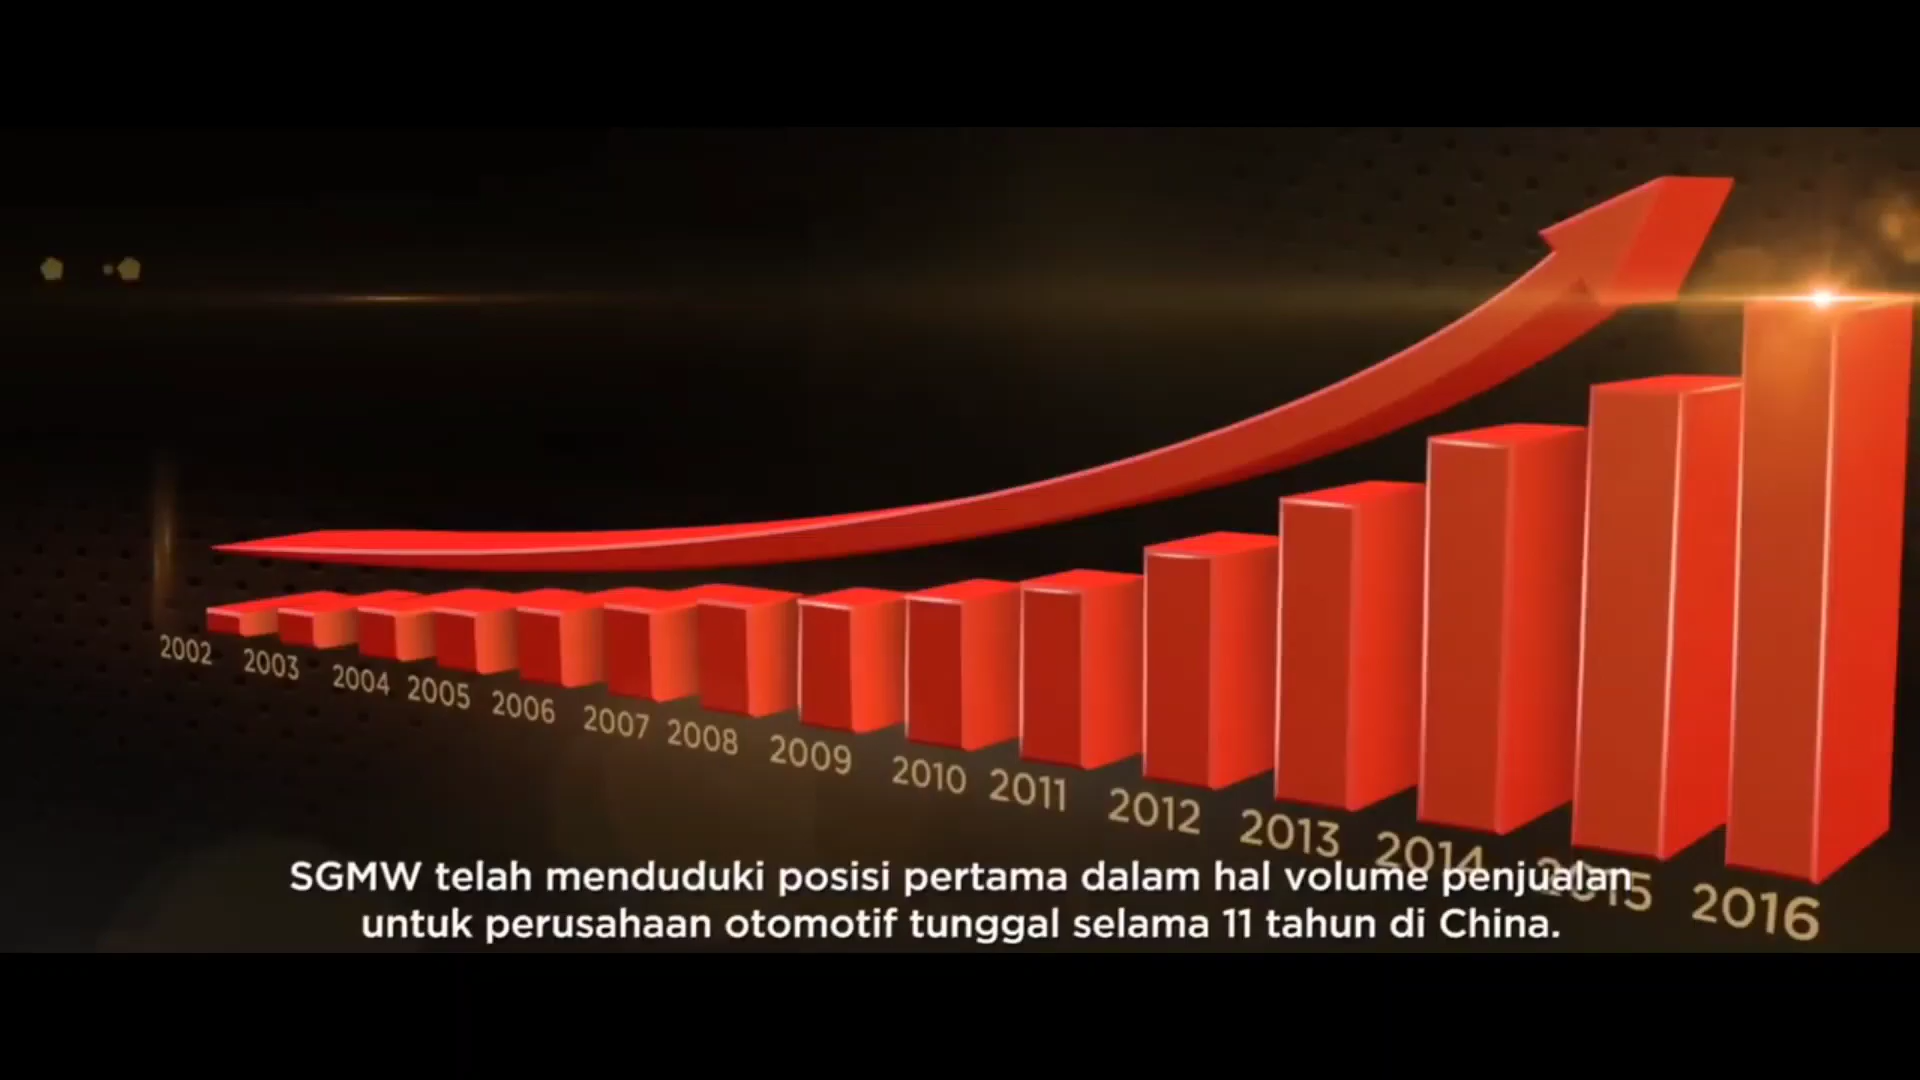 2002 2003 2004 2005 2006 2007 2008 2009 2010 2011 2012 2013 2014 2015 2016
SGMW telah menduduki posisi pertama dalam hal volume penjualan
untuk perusahaan otomotif tunggal selama 11 tahun di China.